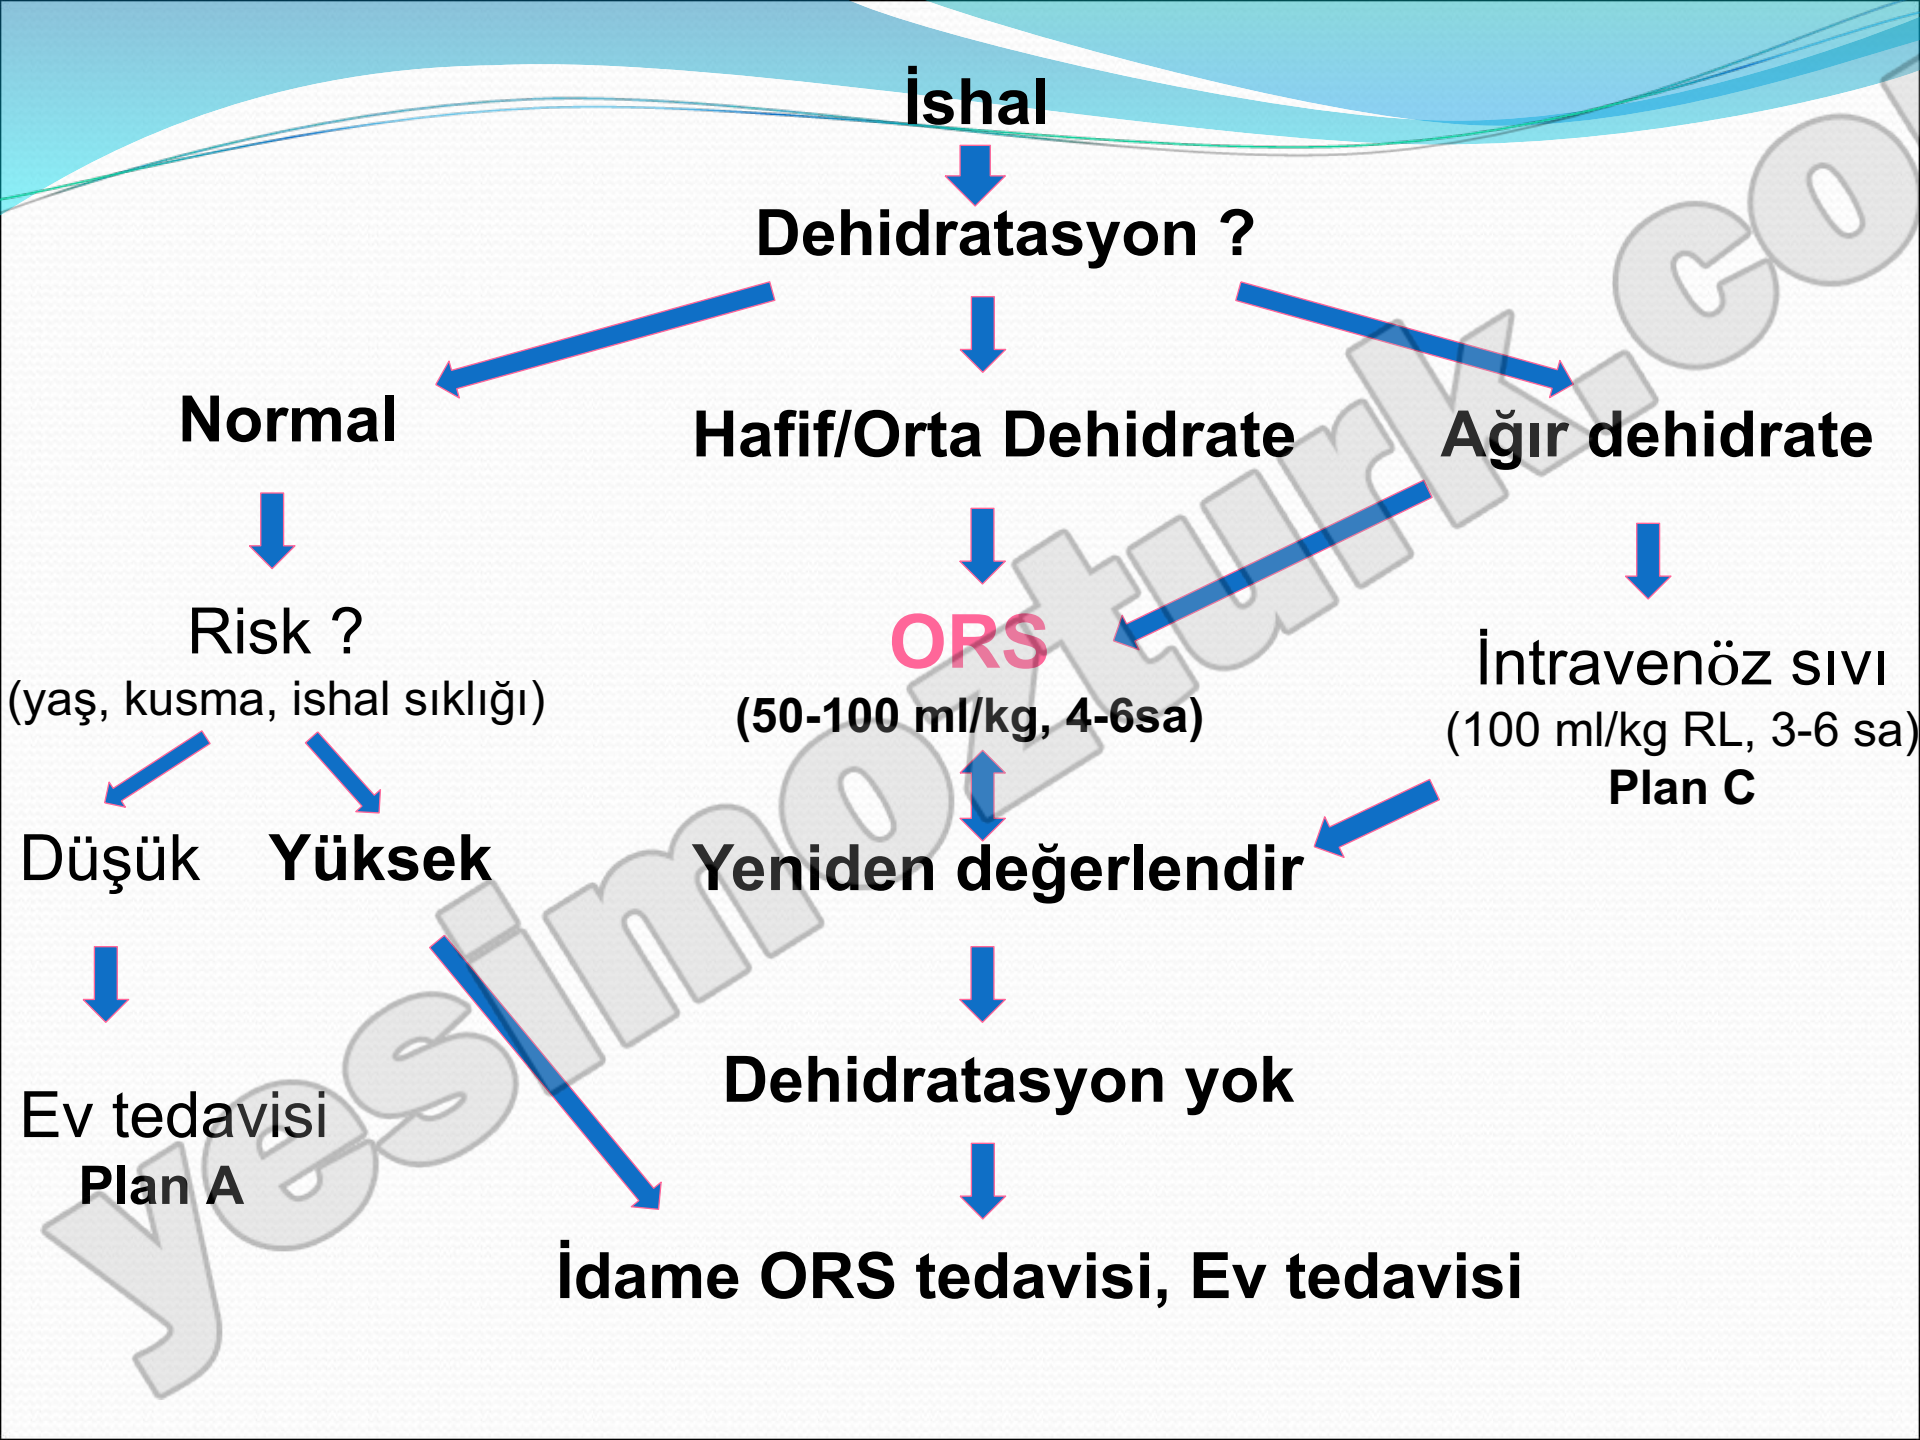 İshal
Dehidratasyon ?
Normal
Hafif/Orta Dehidrate
Ağır dehidrate
Risk ?
(yaş, kusma, ishal sıklığı)
ORS
(50-100 ml/kg, 4-6sa)
İntravenöz sıvı
(100 ml/kg RL, 3-6 sa)
Plan C
Düşük
Yüksek
Yeniden değerlendir
Ev tedavisi
Plan A
Dehidratasyon yok
İdame ORS tedavisi, Ev tedavisi
yesimozturk.co